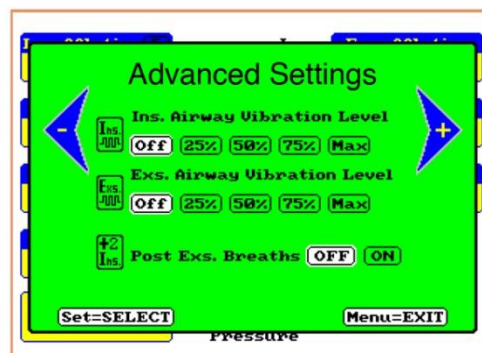 Advanced Settings
- +
Ins. Airway Vibration Level
Ins.
Off 25% 50% 75% Max
Exs. Airway Vibration Level
Exs.
Off 25% 50% 75% Max
+2
Ins. Post Exs. Breaths OFF ON
Set=SELECT Menu=EXIT
Pressure